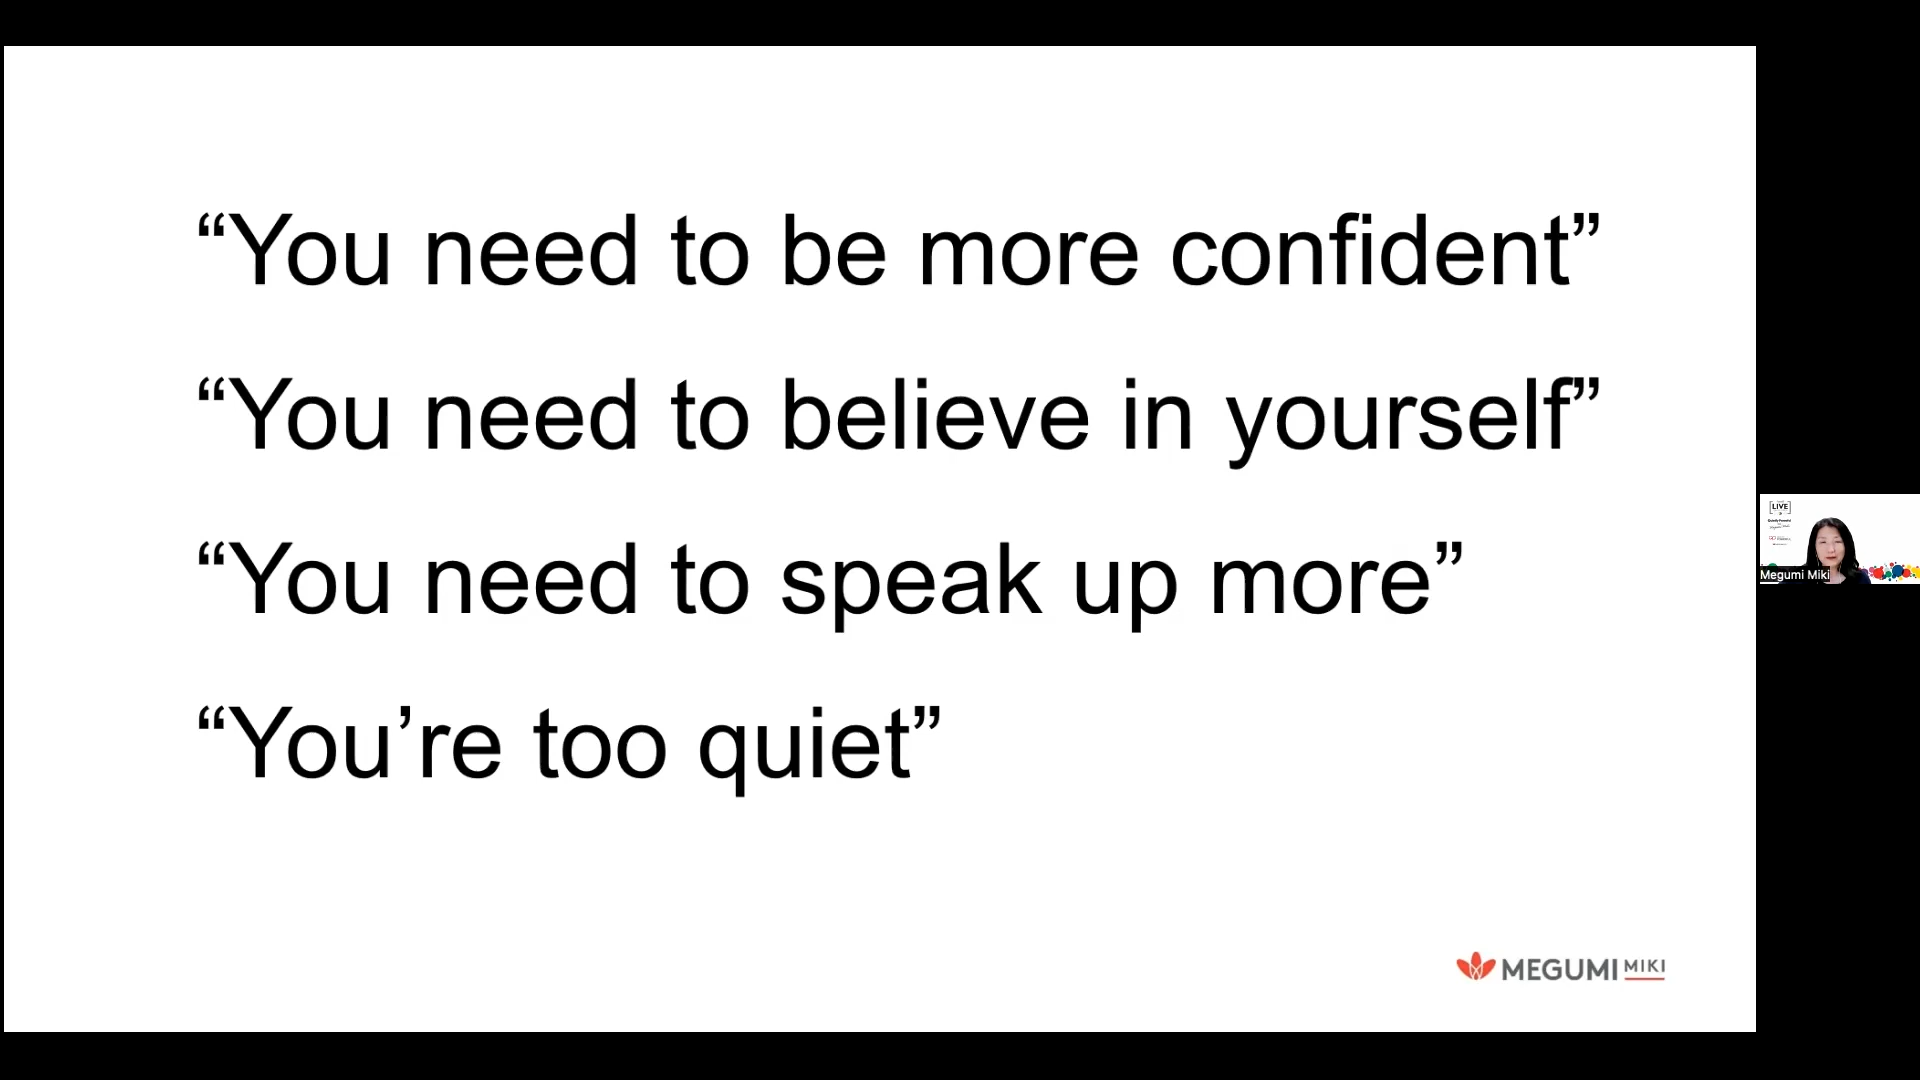 “You need to be more confident”
“You need to believe in yourself”
“You need to speak up more”
“You’re too quiet”
MEGUMI MIKI
LIVE
Megumi Miki